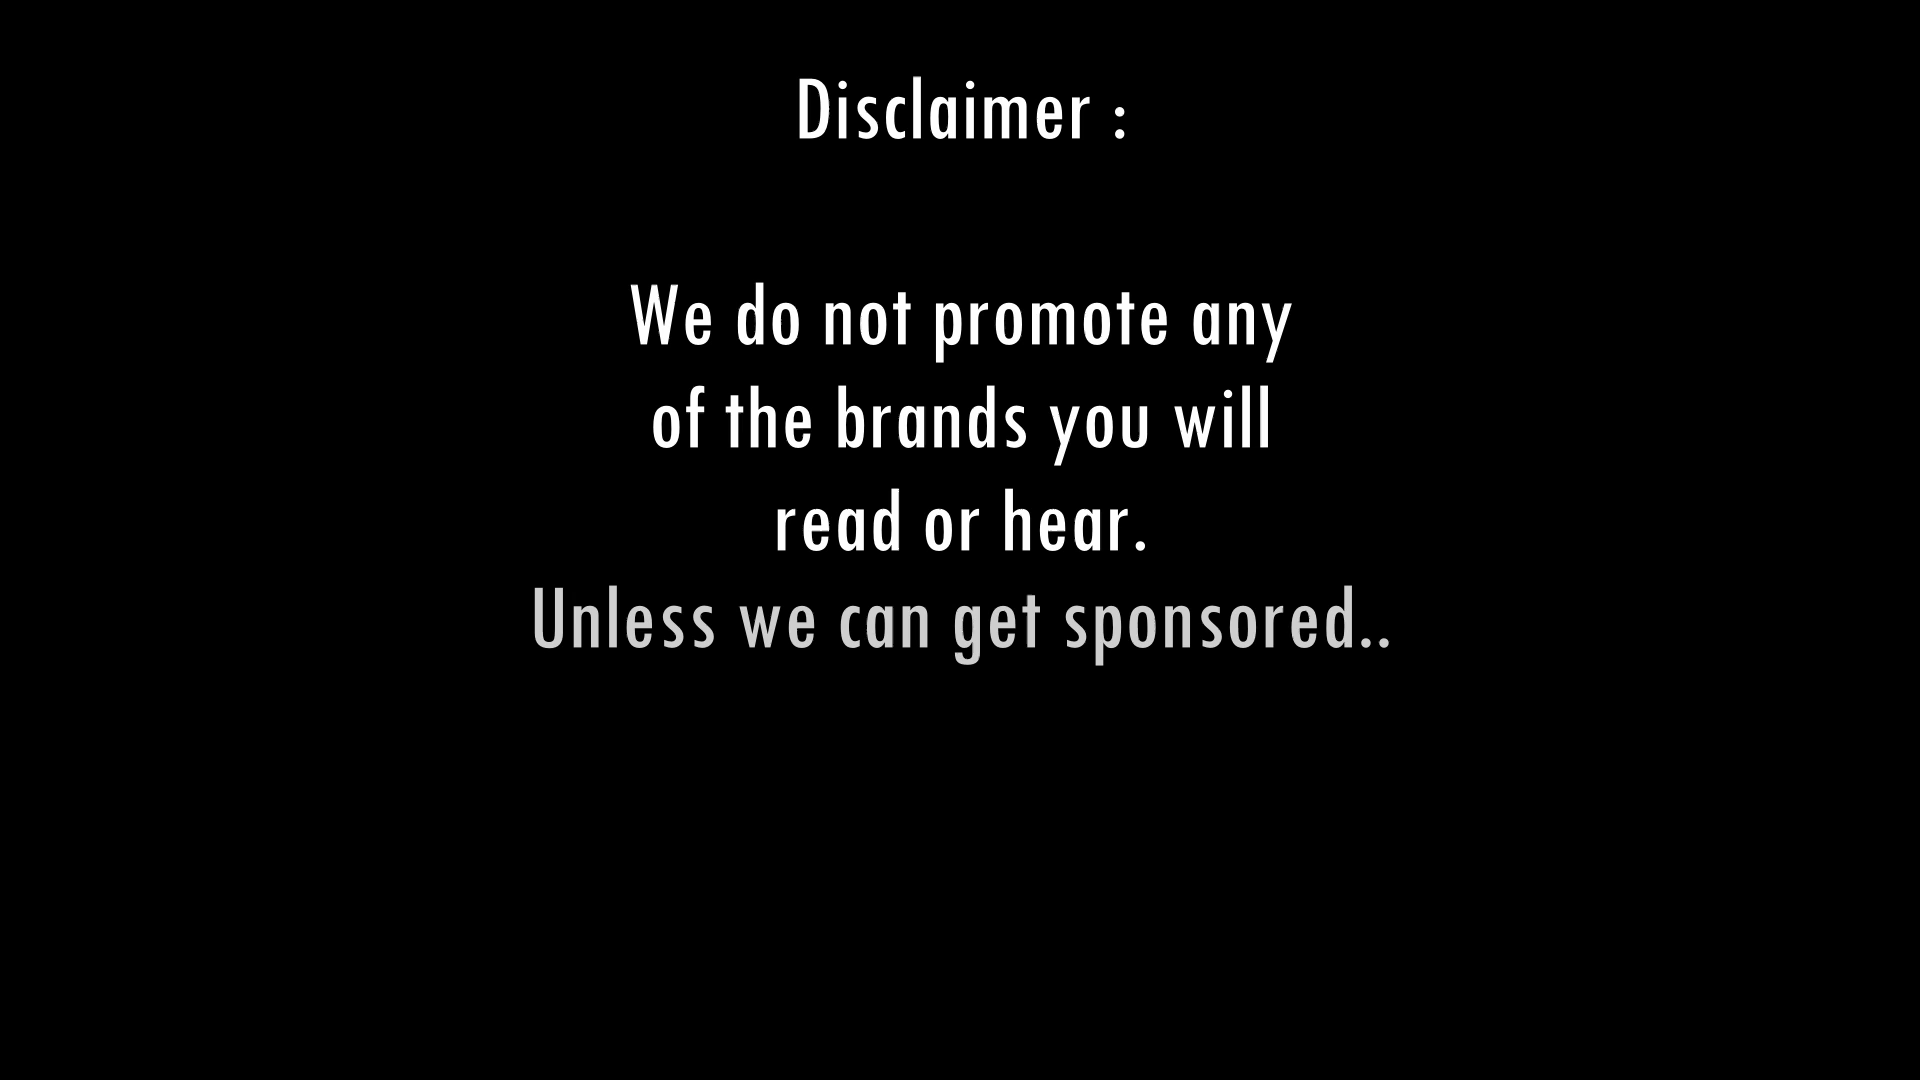 Disclaimer :
We do not promote any
of the brands you will
read or hear.
Unless we can get sponsored..